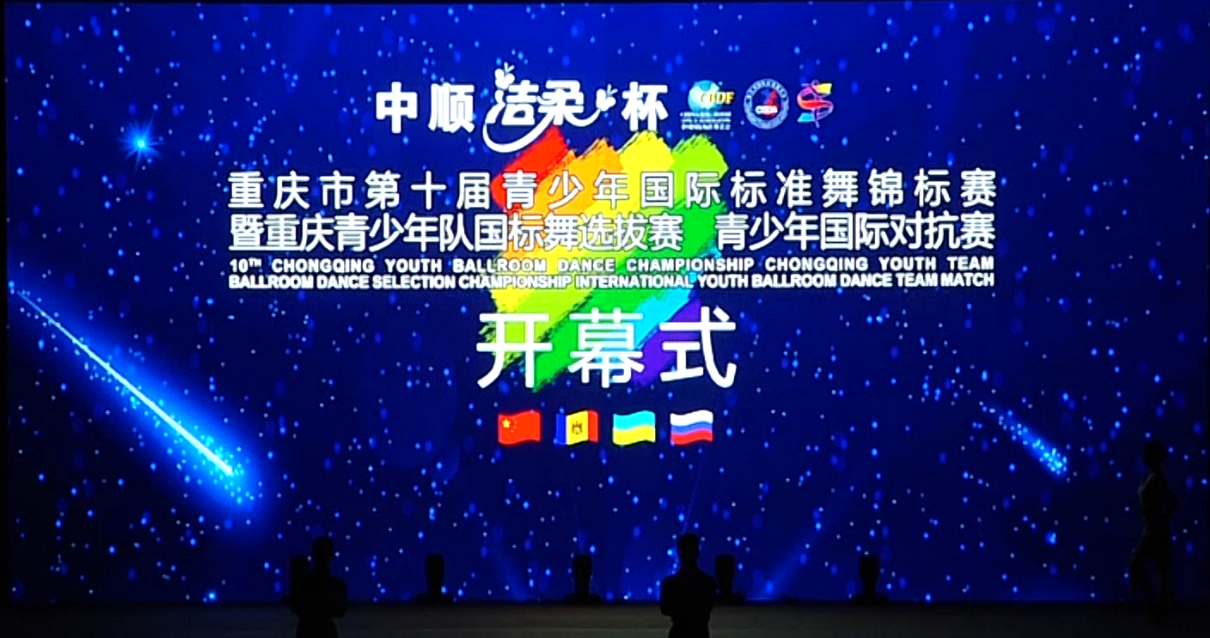 中顺洁柔杯 CBDF
重庆市第十届青少年国际标准舞锦标赛
暨重庆青少年队国标舞选拔赛 青少年国际对抗赛
10TH CHONGQING YOUTH BALLROOM DANCE CHAMPIONSHIP CHONGQING YOUTH TEAM
BALLROOM DANCE SELECTION CHAMPIONSHIP INTERNATIONAL YOUTH BALLROOM DANCE TEAM MATCH
开幕式